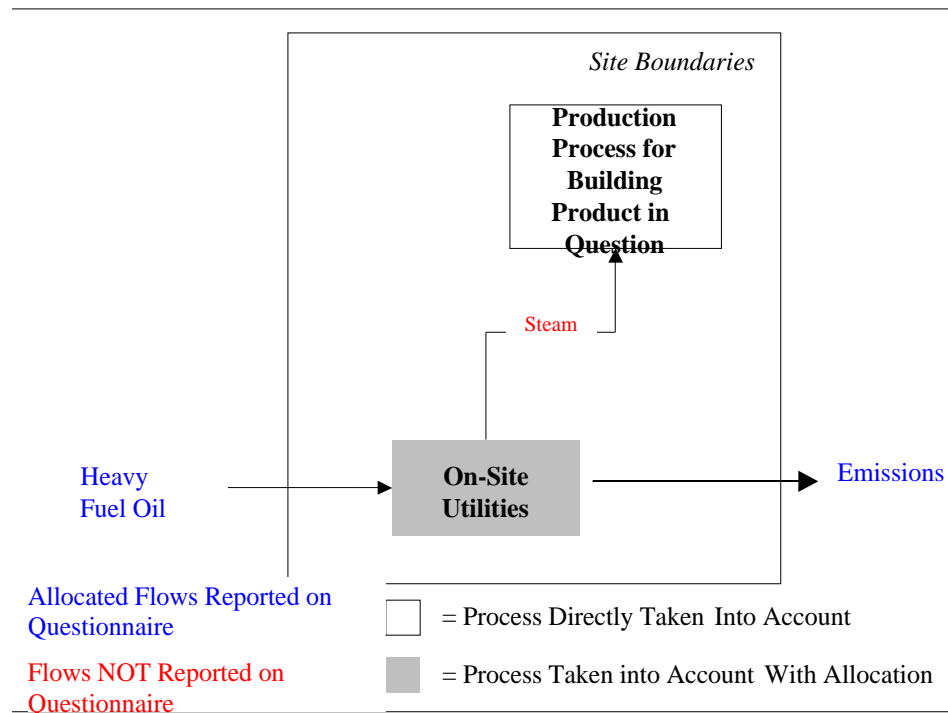 Site Boundaries
Production
Process for
Building
Product in
Question
Steam
Heavy
Fuel Oil
On-Site
Utilities
Emissions
Allocated Flows Reported on
Questionnaire
= Process Directly Taken Into Account
Flows NOT Reported on
Questionnaire
= Process Taken into Account With Allocation